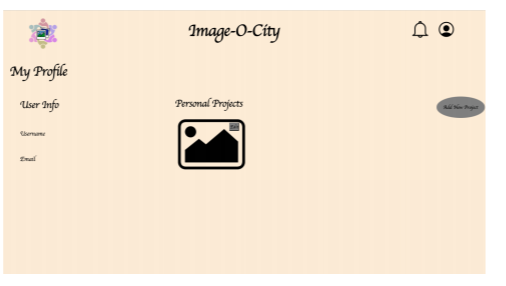 Image-O-City
My Profile
User Info
Personal Projects
Add New Project
Username
Email